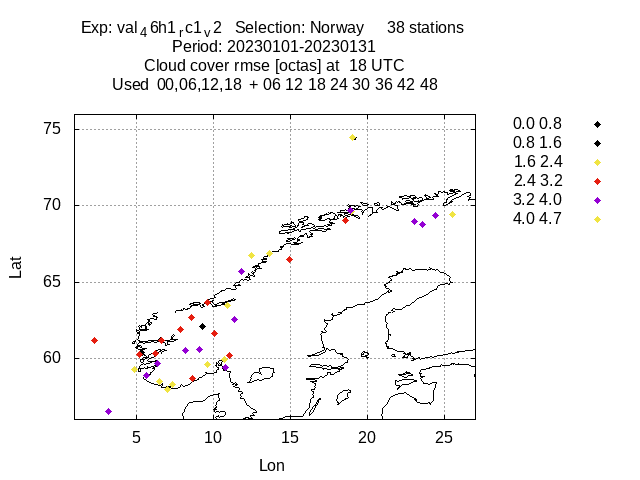 Exp: val₄6h1ᵣc1ᵥ2 Selection: Norway 38 stations
Period: 20230101-20230131
Cloud cover rmse [octas] at 18 UTC
Used 00,06,12,18 + 06 12 18 24 30 36 42 48
75
70
65
60
5 10 15 20 25
Lat
Lon
0.0 0.8
0.8 1.6
1.6 2.4
2.4 3.2
3.2 4.0
4.0 4.7